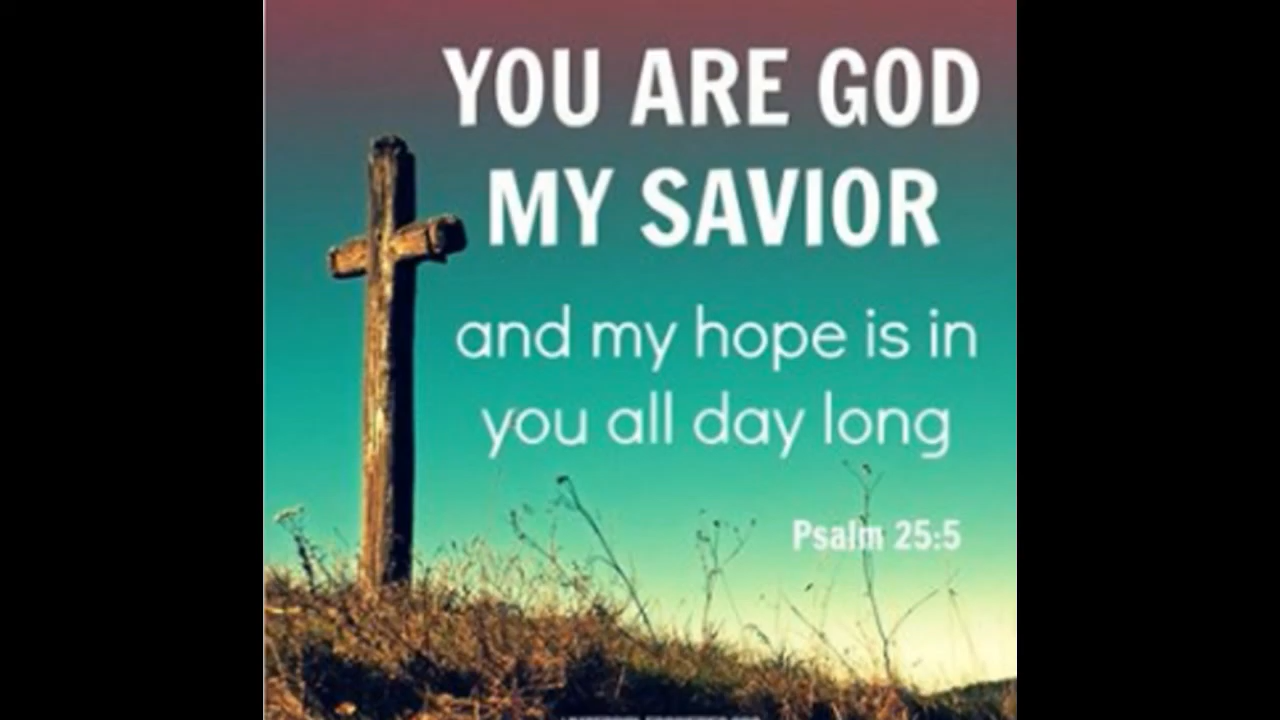 YOU ARE GOD
MY SAVIOR
and my hope is in
you all day long
Psalm 25:5